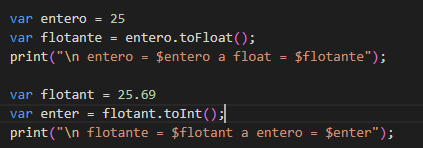 var entero = 25
var flotante = entero.toFloat();
print("\n entero = $entero a float = $flotante");
var flotant = 25.69
var enter = flotant.toInt();
print("\n flotante = $flotant a entero = $enter");